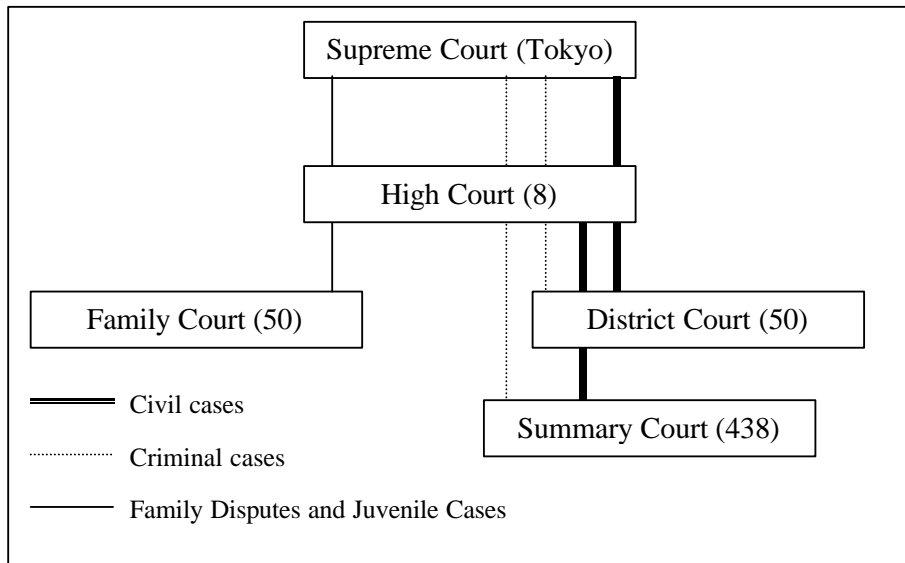 Supreme Court (Tokyo)
High Court (8)
Family Court (50)
District Court (50)
Civil cases
Summary Court (438)
Criminal cases
Family Disputes and Juvenile Cases